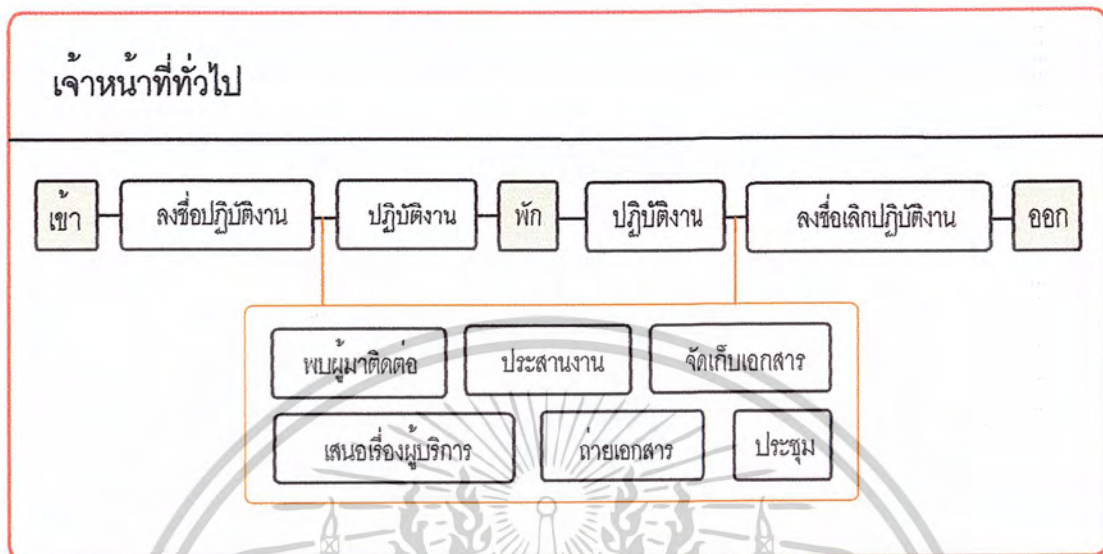 เจ้าหน้าที่ทั่วไป
เข้า ลงชื่อปฏิบัติงาน ปฏิบัติงาน พัก ปฏิบัติงาน ลงชื่อเลิกปฏิบัติงาน ออก
พบผู้มาติดต่อ ประสานงาน จัดเก็บเอกสาร
เสนอเรื่องผู้บริการ ถ่ายเอกสาร ประชุม